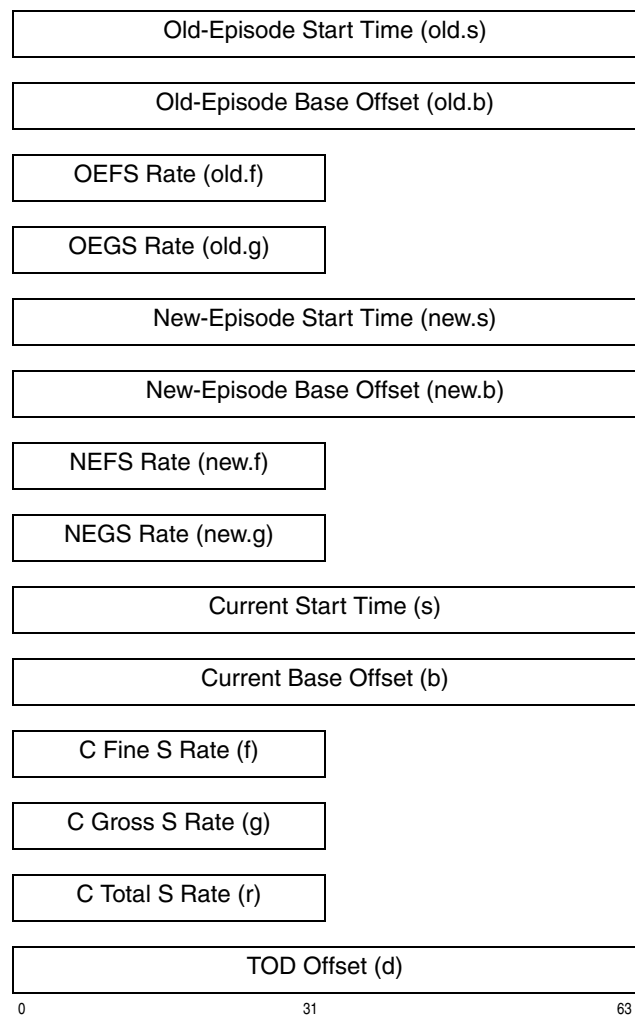 Old-Episode Start Time (old.s)
Old-Episode Base Offset (old.b)
OEFS Rate (old.f)
OEGS Rate (old.g)
New-Episode Start Time (new.s)
New-Episode Base Offset (new.b)
NEFS Rate (new.f)
NEGS Rate (new.g)
Current Start Time (s)
Current Base Offset (b)
C Fine S Rate (f)
C Gross S Rate (g)
C Total S Rate (r)
TOD Offset (d)
0 31 63